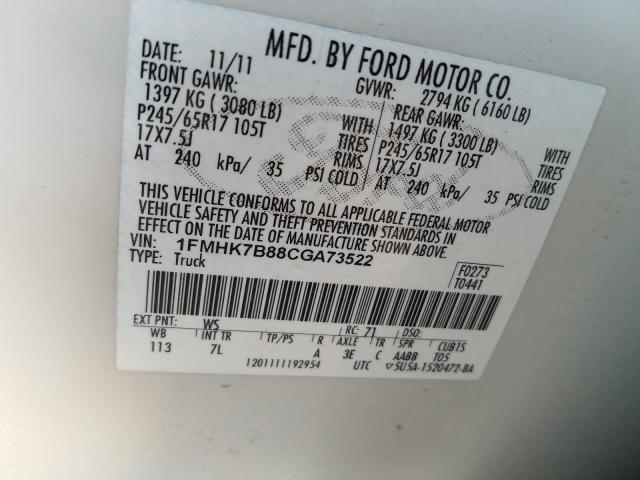 MFD. BY FORD MOTOR CO.
DATE: 11/11 GVWR: 2794 KG ( 6160 LB)
FRONT GAWR: REAR GAWR:
1397 KG ( 3080 LB) WITH 1497 KG ( 3300 LB) WITH
P245/65R17 105T TIRES P245/65R17 105T TIRES
17X7.5J RIMS 17X7.5J RIMS
AT 240 kPa/ 35 PSI COLD AT 240 kPa/ 35 PSI COLD
THIS VEHICLE CONFORMS TO ALL APPLICABLE FEDERAL MOTOR
VEHICLE SAFETY AND THEFT PREVENTION STANDARDS IN
EFFECT ON THE DATE OF MANUFACTURE SHOWN ABOVE.
VIN: 1FMHK7B88CGA73522 F0273
TYPE: Truck T0441
EXT PNT: WS RC: 71 DSO:
WB INT TR TP/PS R AXLE TR SPR CUBTS
113 7L A 3E C AABB T05
1201111192954 UTC ▽5U5A-1520472-BA